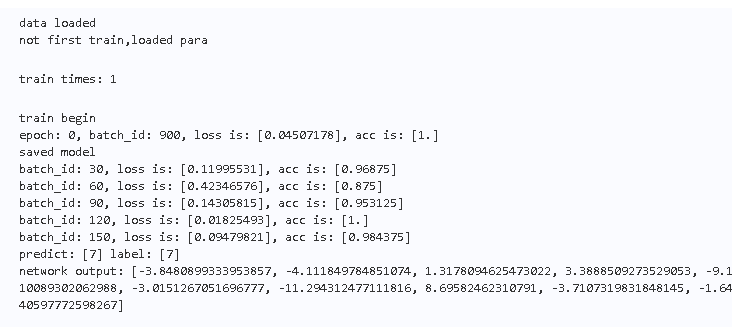 data loaded
not first train,loaded para
train times: 1
train begin
epoch: 0, batch_id: 900, loss is: [0.04507178], acc is: [1.]
saved model
batch_id: 30, loss is: [0.11995531], acc is: [0.96875]
batch_id: 60, loss is: [0.42346576], acc is: [0.875]
batch_id: 90, loss is: [0.14305815], acc is: [0.953125]
batch_id: 120, loss is: [0.01825493], acc is: [1.]
batch_id: 150, loss is: [0.09479821], acc is: [0.984375]
predict: [7] label: [7]
network output: [-3.8480899333953857, -4.111849784851074, 1.3178094625473022, 3.3888509273529053, -9.1
10089302062988, -3.0151267051696777, -11.294312477111816, 8.69582462310791, -3.7107319831848145, -1.64
40597772598267]